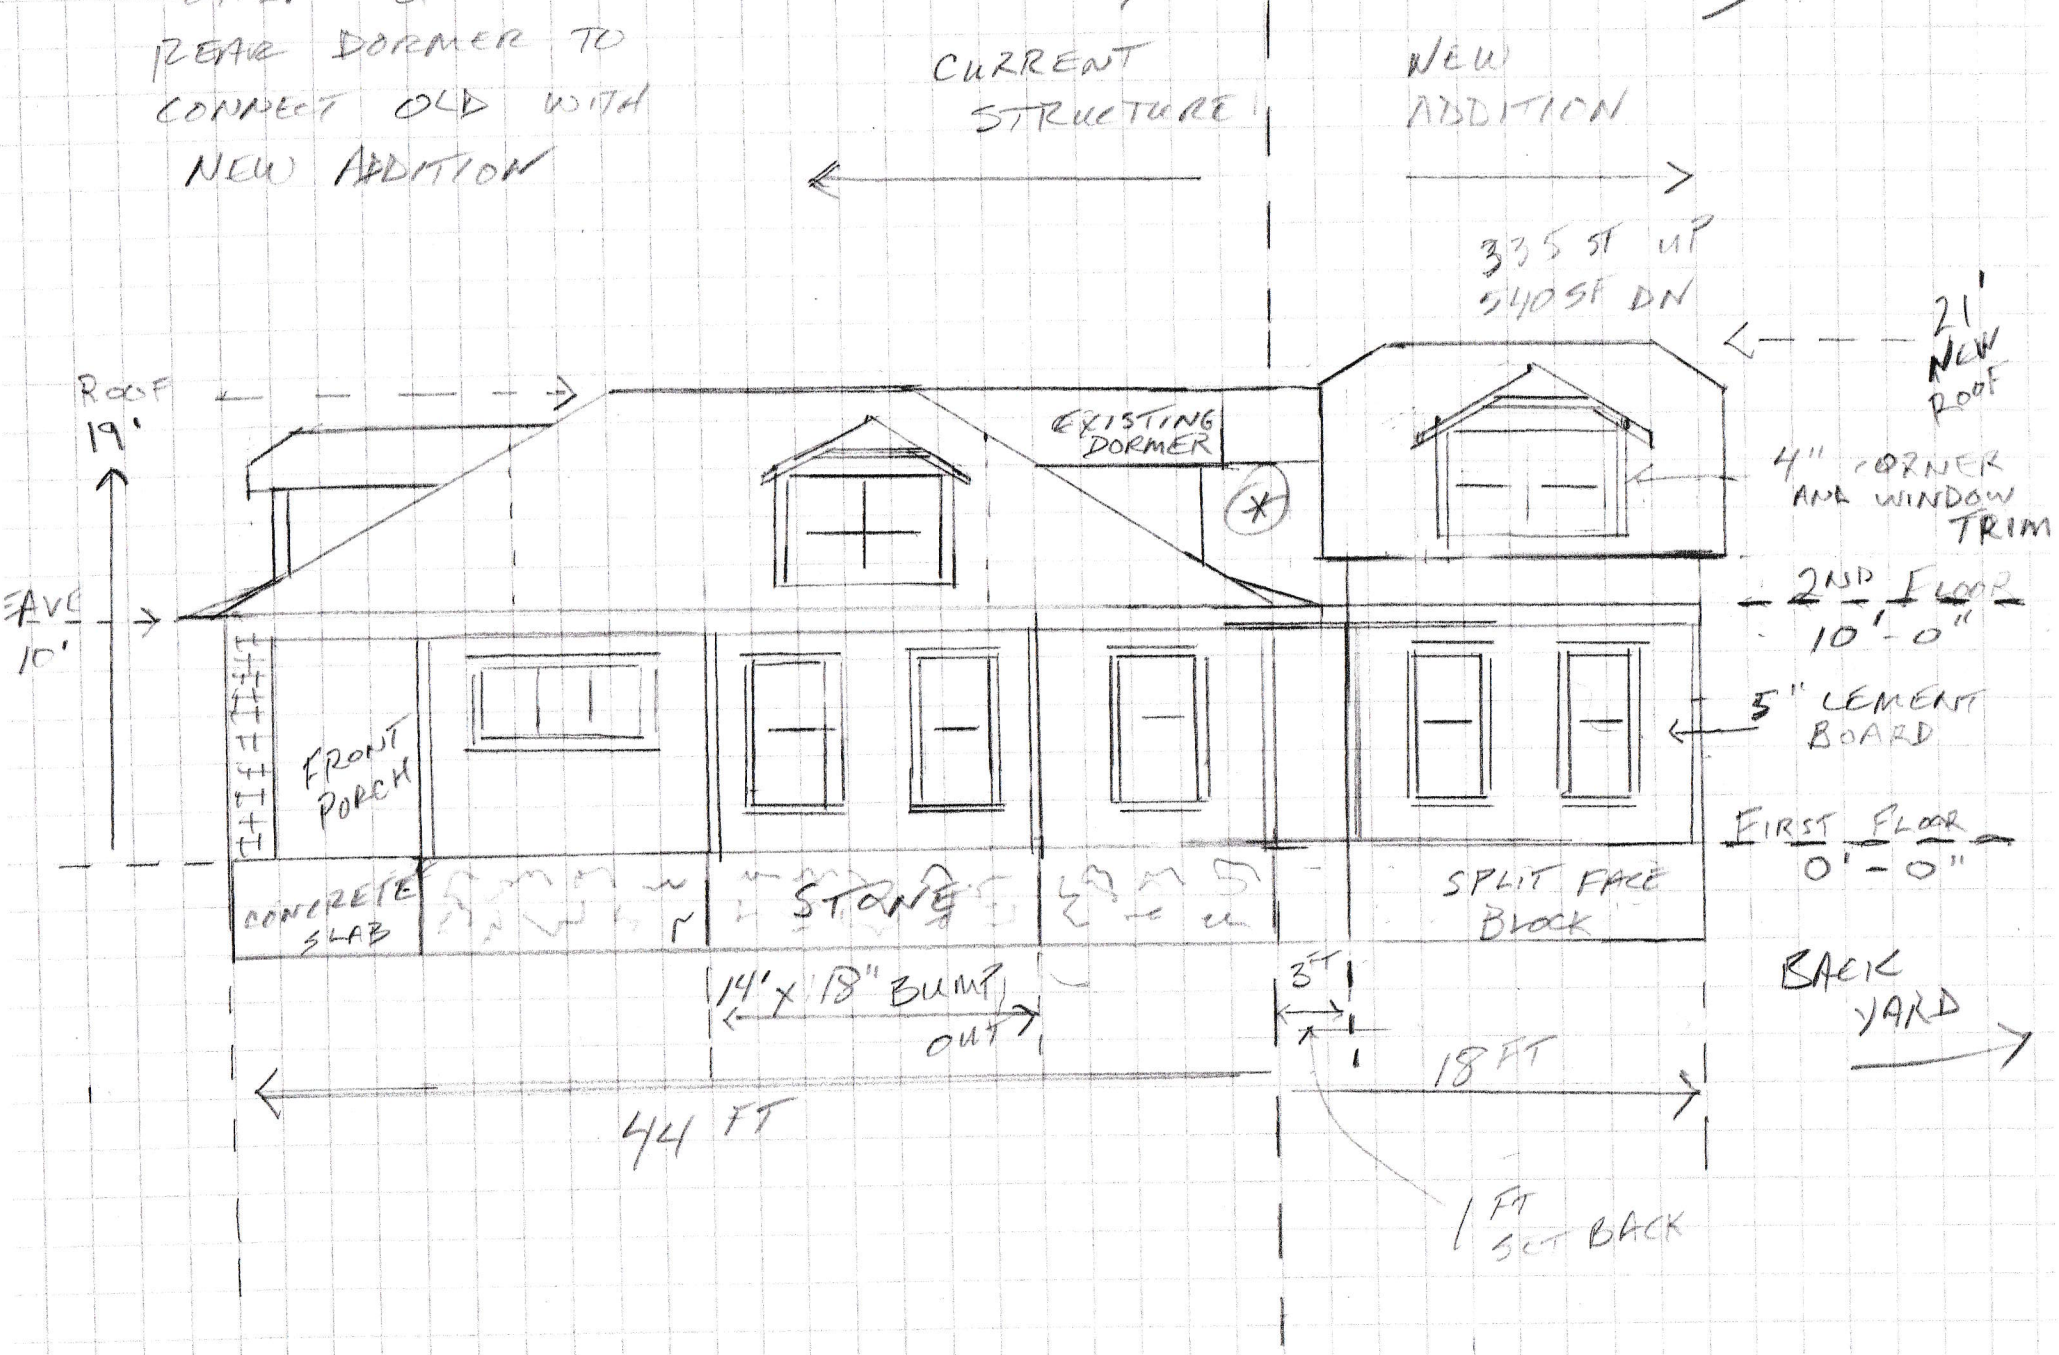 REAR DORMER TO
CONNECT OLD WITH
NEW ADDITION
CURRENT
STRUCTURE
NEW
ADDITION
335 SF UP
540 SF DN
21'
NEW
ROOF
ROOF
19'
EXISTING
DORMER
*
4" CORNER
AND WINDOW
TRIM
EAVE
10'
2ND FLOOR
10'-0"
5" CEMENT
BOARD
FRONT
PORCH
FIRST FLOOR
0'-0"
CONCRETE
SLAB
STONE
SPLIT FACE
BLOCK
14' x 18" BUMP
OUT
3FT
BACK
YARD
44 FT
18 FT
1 FT
SET BACK